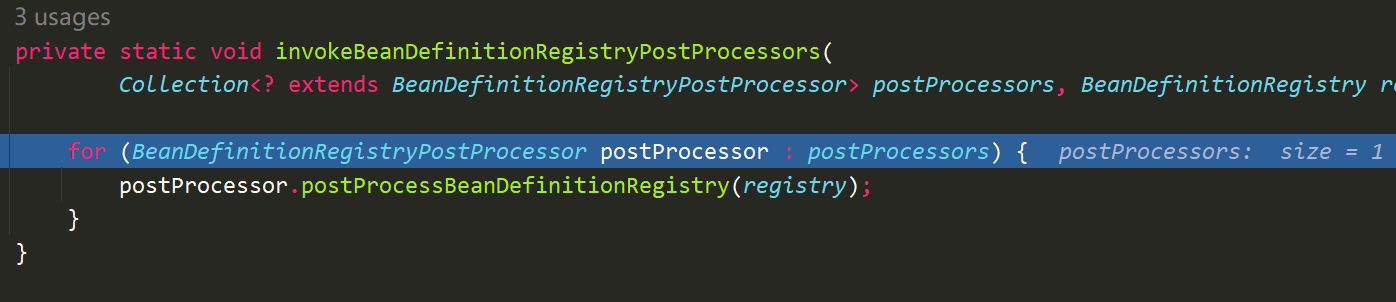 3 usages
private static void invokeBeanDefinitionRegistryPostProcessors(
Collection<? extends BeanDefinitionRegistryPostProcessor> postProcessors, BeanDefinitionRegistry
for (BeanDefinitionRegistryPostProcessor postProcessor : postProcessors) { postProcessors: size = 1
postProcessor.postProcessBeanDefinitionRegistry(registry);
}
}